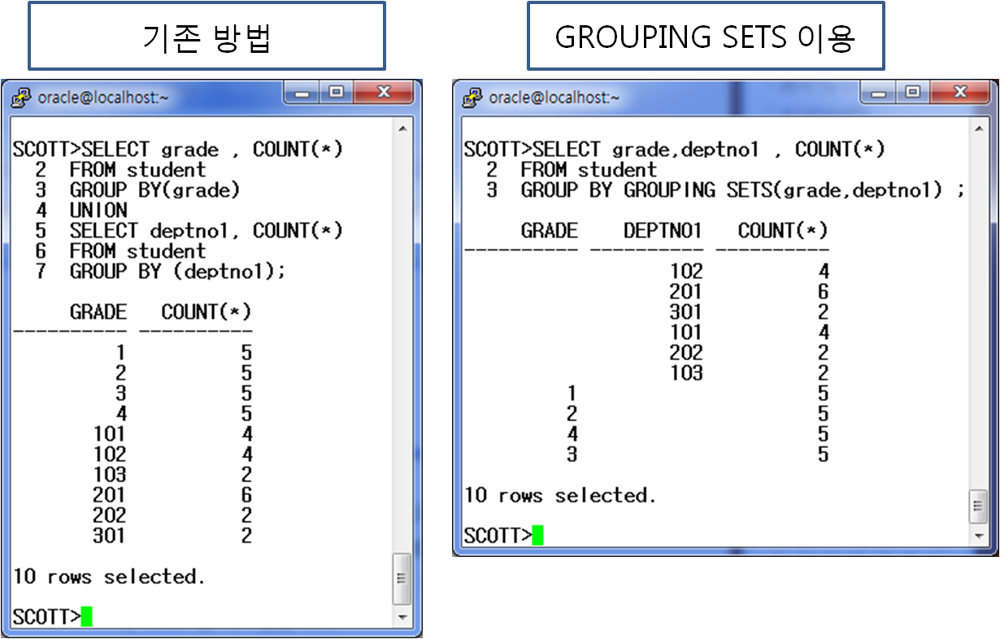 기존 방법
oracle@localhost:~
SCOTT>SELECT grade , COUNT(*)
2 FROM student
3 GROUP BY(grade)
4 UNION
5 SELECT deptno1, COUNT(*)
6 FROM student
7 GROUP BY (deptno1);
GRADE COUNT(*)
---------- ----------
1 5
2 5
3 5
4 5
101 4
102 4
103 2
201 6
202 2
301 2
10 rows selected.
SCOTT>
GROUPING SETS 이용
oracle@localhost:~
SCOTT>SELECT grade,deptno1 , COUNT(*)
2 FROM student
3 GROUP BY GROUPING SETS(grade,deptno1) ;
GRADE DEPTNO1 COUNT(*)
---------- ---------- ----------
102 4
201 6
301 2
101 4
202 2
103 2
1 5
2 5
4 5
3 5
10 rows selected.
SCOTT>